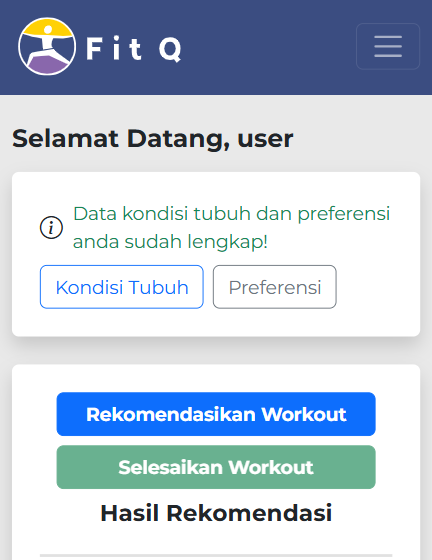 Fit Q
Selamat Datang, user
Data kondisi tubuh dan preferensi
anda sudah lengkap!
Kondisi Tubuh Preferensi
Rekomendasikan Workout
Selesaikan Workout
Hasil Rekomendasi